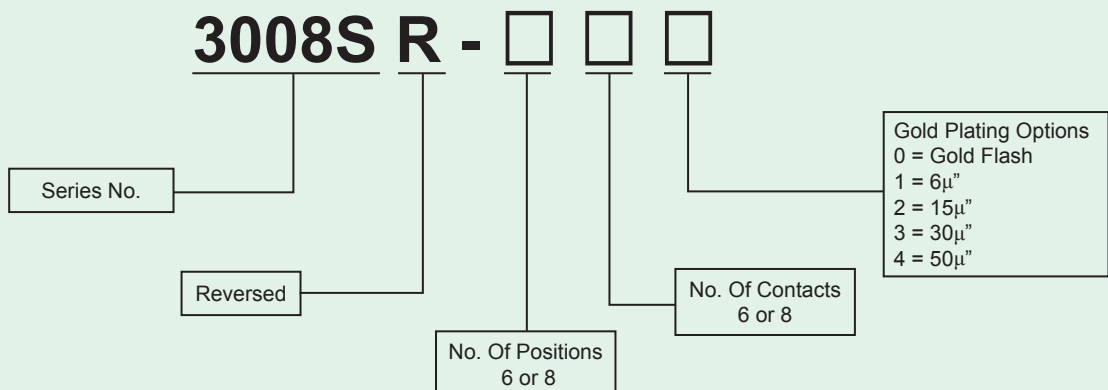 3008S R - □ □ □
Series No.
Reversed
No. Of Positions
6 or 8
No. Of Contacts
6 or 8
Gold Plating Options
0 = Gold Flash
1 = 6μ”
2 = 15μ”
3 = 30μ”
4 = 50μ”